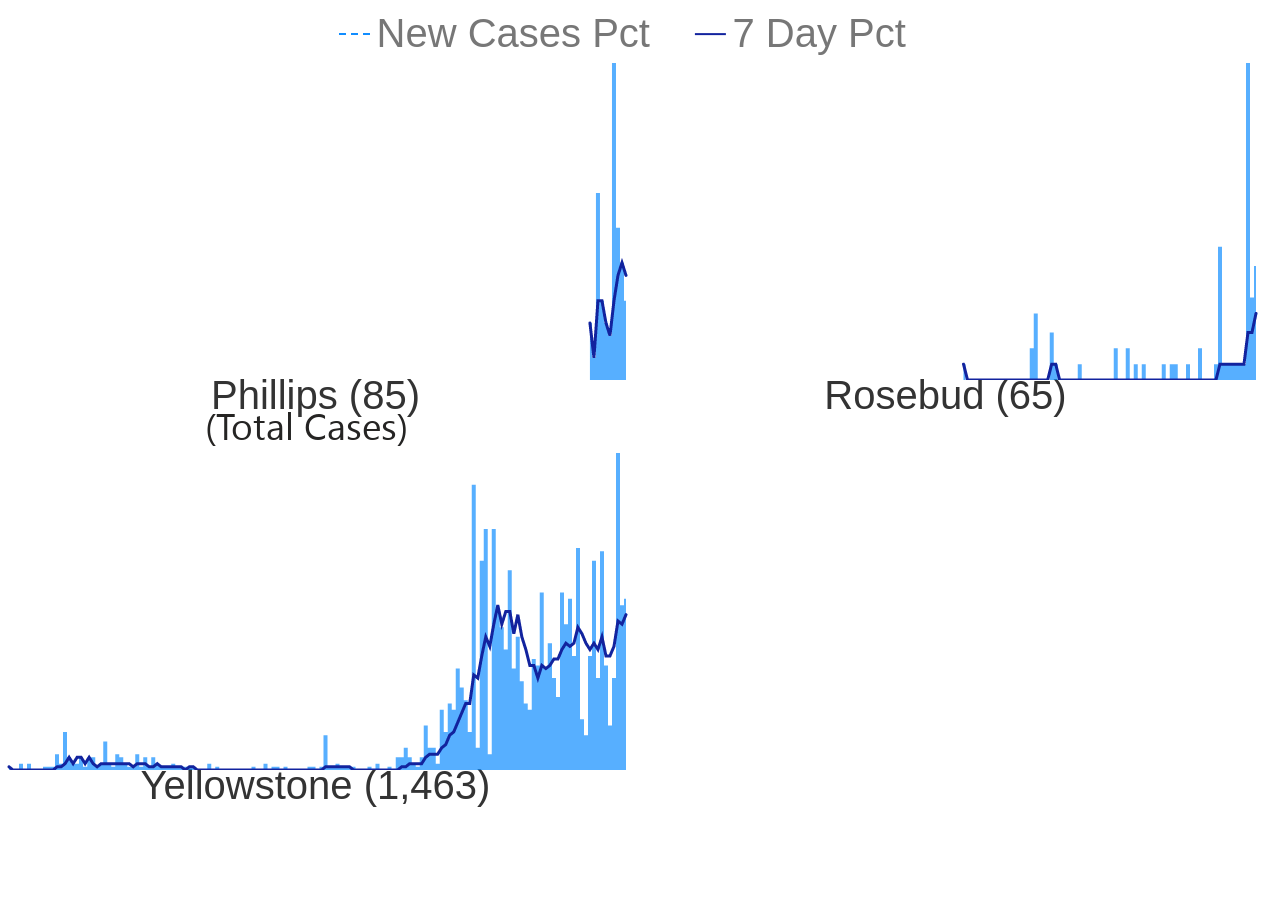 New Cases Pct 7 Day Pct
Phillips (85)
(Total Cases)
Rosebud (65)
Yellowstone (1,463)